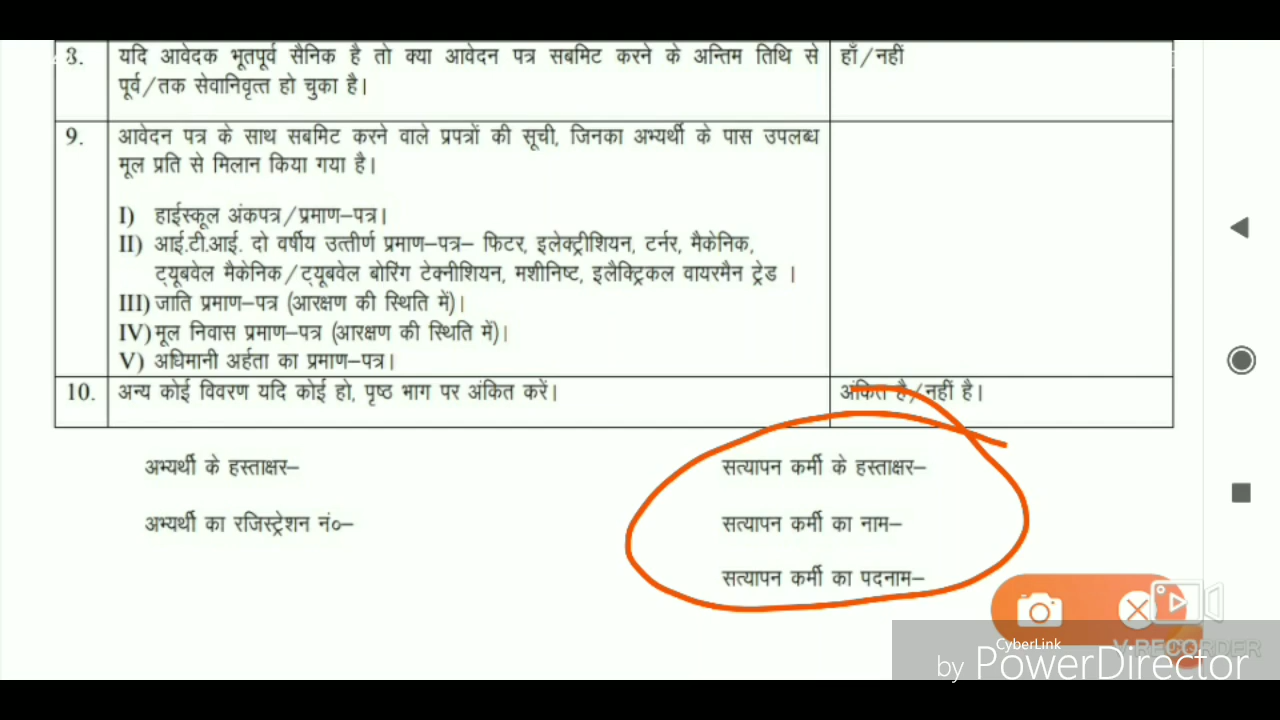 8.
यदि आवेदक भूतपूर्व सैनिक है तो क्या आवेदन पत्र सबमिट करने के अन्तिम तिथि से
पूर्व/तक सेवानिवृत्त हो चुका है।
हाँ/नहीं
9.
आवेदन पत्र के साथ सबमिट करने वाले प्रपत्रों की सूची, जिनका अभ्यर्थी के पास उपलब्ध
मूल प्रति से मिलान किया गया है।
I) हाईस्कूल अंकपत्र/प्रमाण–पत्र।
II) आई.टी.आई. दो वर्षीय उत्तीर्ण प्रमाण–पत्र– फिटर, इलेक्ट्रीशियन, टर्नर, मैकेनिक,
ट्यूबवेल मैकेनिक/ट्यूबवेल बोरिंग टेक्नीशियन, मशीनिष्ट, इलैक्ट्रिकल वायरमैन ट्रेड ।
III) जाति प्रमाण–पत्र (आरक्षण की स्थिति में)।
IV) मूल निवास प्रमाण–पत्र (आरक्षण की स्थिति में)।
V) अधिमानी अर्हता का प्रमाण–पत्र।
10. अन्य कोई विवरण यदि कोई हो, पृष्ठ भाग पर अंकित करें।
अंकित है/नहीं है।
अभ्यर्थी के हस्ताक्षर–
सत्यापन कर्मी के हस्ताक्षर–
अभ्यर्थी का रजिस्ट्रेशन नं०–
सत्यापन कर्मी का नाम–
सत्यापन कर्मी का पदनाम–
V-RECORDER
CyberLink
by PowerDirector